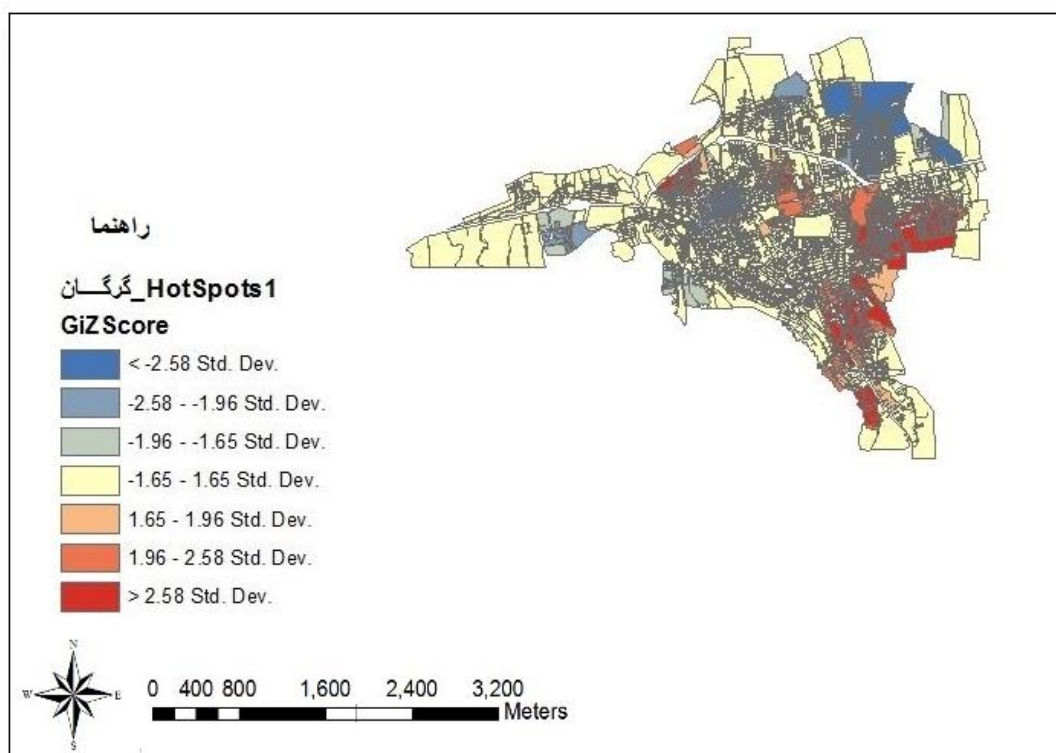 راهنما
گرگــان_HotSpots1
GiZScore
< -2.58 Std. Dev.
-2.58 - -1.96 Std. Dev.
-1.96 - -1.65 Std. Dev.
-1.65 - 1.65 Std. Dev.
1.65 - 1.96 Std. Dev.
1.96 - 2.58 Std. Dev.
> 2.58 Std. Dev.
N
W E
S
0 400 800 1,600 2,400 3,200
Meters